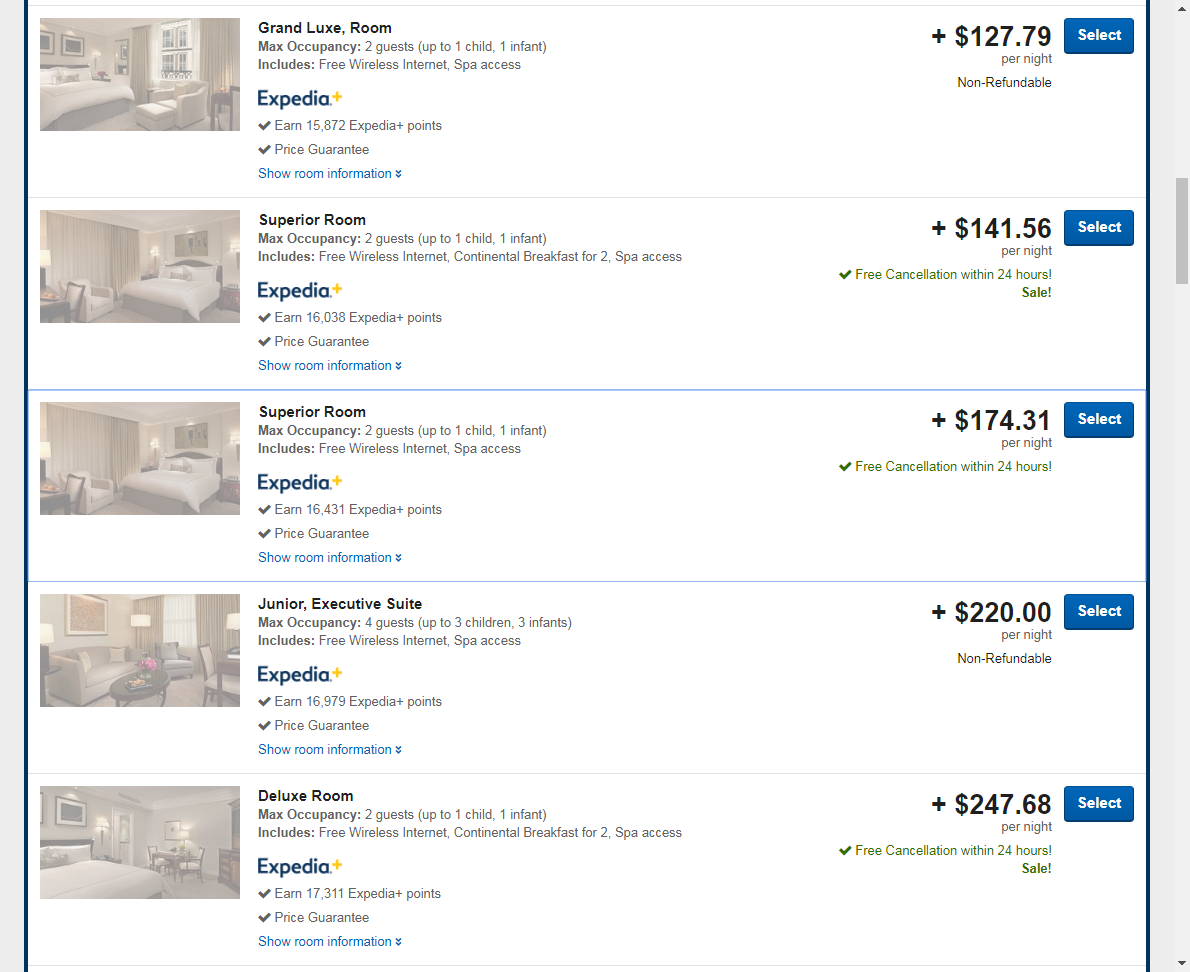 Grand Luxe, Room
Max Occupancy: 2 guests (up to 1 child, 1 infant)
Includes: Free Wireless Internet, Spa access
Expedia+
Earn 15,872 Expedia+ points
Price Guarantee
Show room information
+ $127.79
per night
Non-Refundable
Select
Superior Room
Max Occupancy: 2 guests (up to 1 child, 1 infant)
Includes: Free Wireless Internet, Continental Breakfast for 2, Spa access
Expedia+
Earn 16,038 Expedia+ points
Price Guarantee
Show room information
+ $141.56
per night
Free Cancellation within 24 hours!
Sale!
Select
Superior Room
Max Occupancy: 2 guests (up to 1 child, 1 infant)
Includes: Free Wireless Internet, Spa access
Expedia+
Earn 16,431 Expedia+ points
Price Guarantee
Show room information
+ $174.31
per night
Free Cancellation within 24 hours!
Select
Junior, Executive Suite
Max Occupancy: 4 guests (up to 3 children, 3 infants)
Includes: Free Wireless Internet, Spa access
Expedia+
Earn 16,979 Expedia+ points
Price Guarantee
Show room information
+ $220.00
per night
Non-Refundable
Select
Deluxe Room
Max Occupancy: 2 guests (up to 1 child, 1 infant)
Includes: Free Wireless Internet, Continental Breakfast for 2, Spa access
Expedia+
Earn 17,311 Expedia+ points
Price Guarantee
Show room information
+ $247.68
per night
Free Cancellation within 24 hours!
Sale!
Select